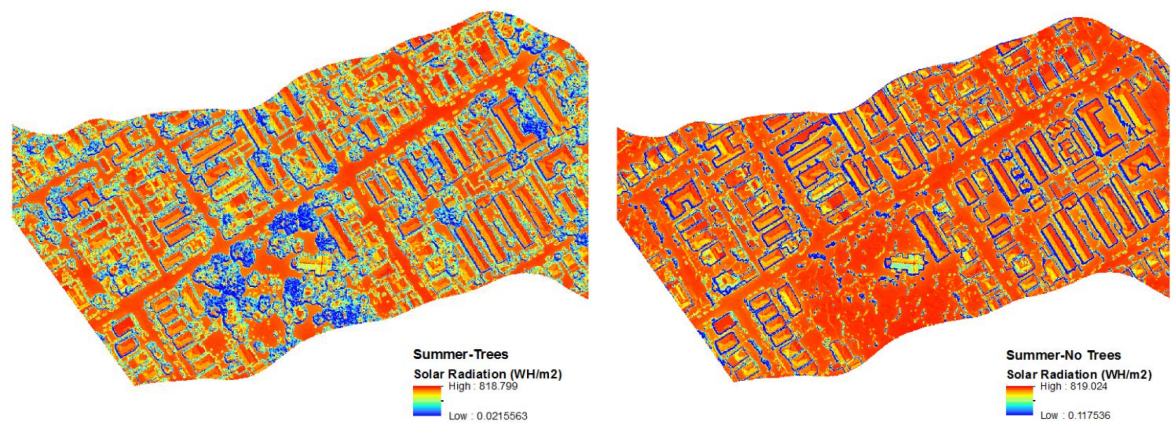 Summer-Trees
Solar Radiation (WH/m2)
High : 818.799
Low : 0.0215563
Summer-No Trees
Solar Radiation (WH/m2)
High : 819.024
Low : 0.117536